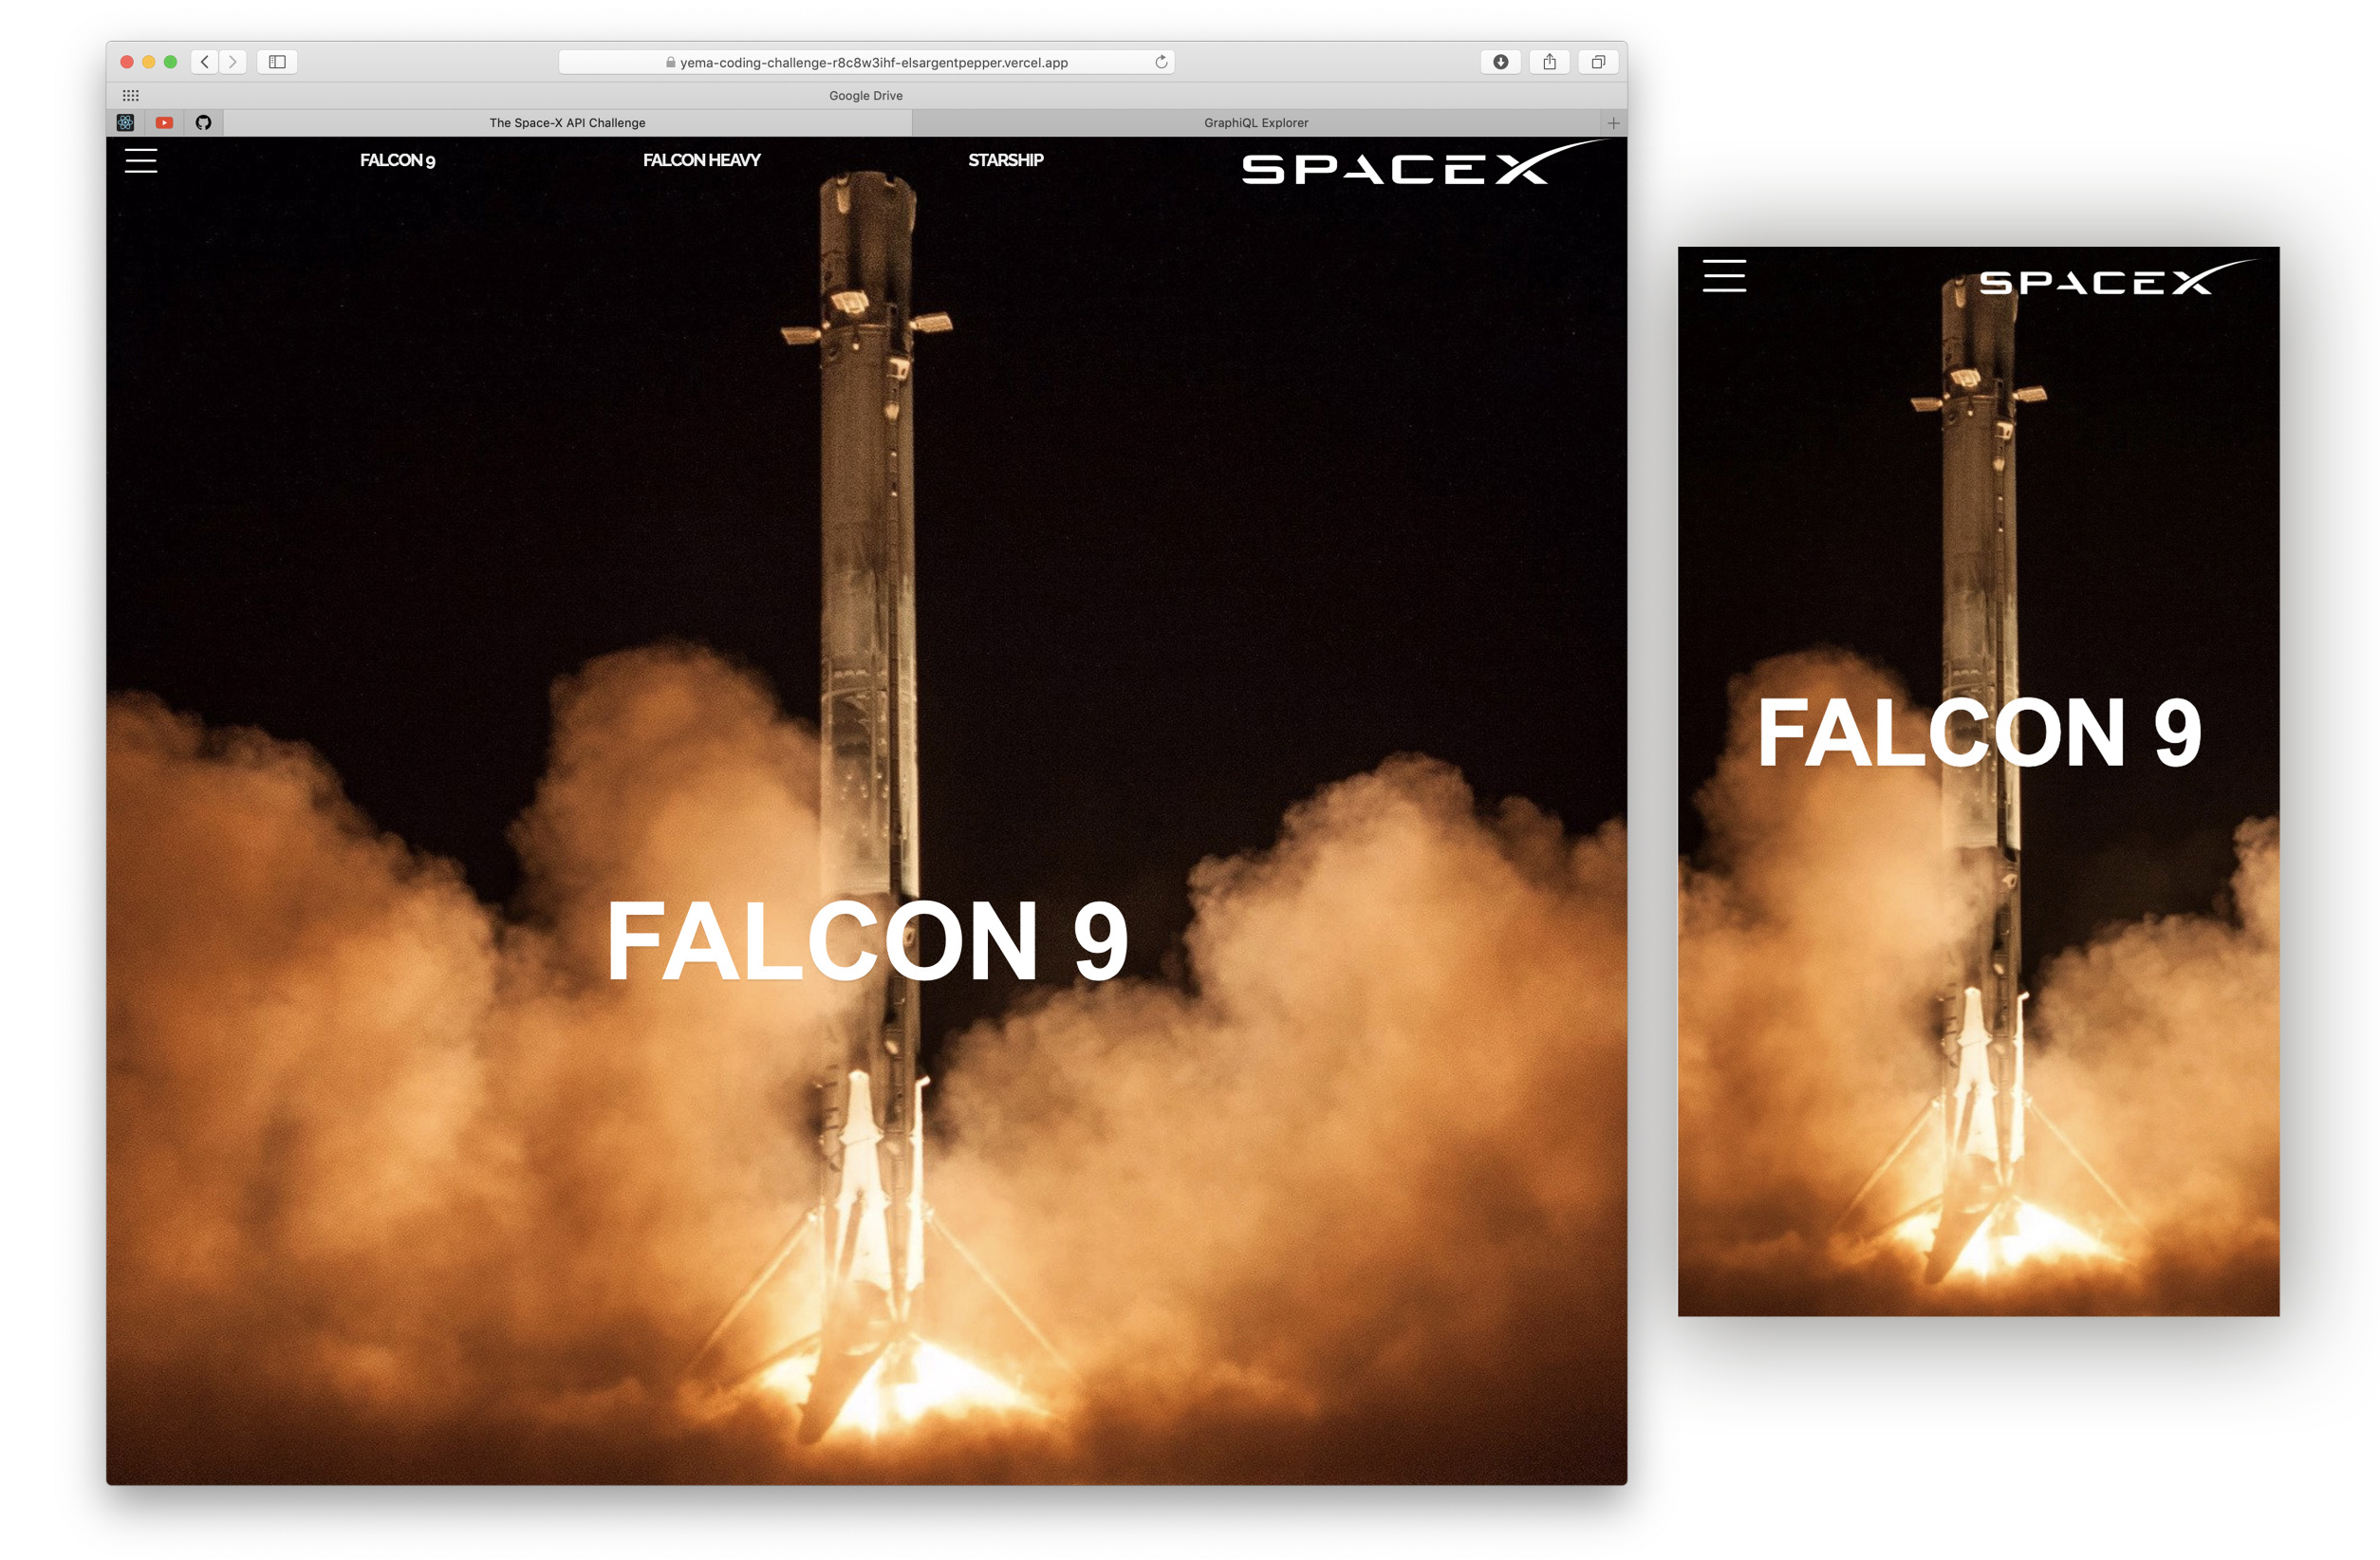 yema-coding-challenge-r8c8w3ihf-elsargentpepper.vercel.app
Google Drive
The Space-X API Challenge
GraphiQL Explorer
FALCON 9
FALCON HEAVY
STARSHIP
SPACEX
FALCON 9
SPACEX
FALCON 9